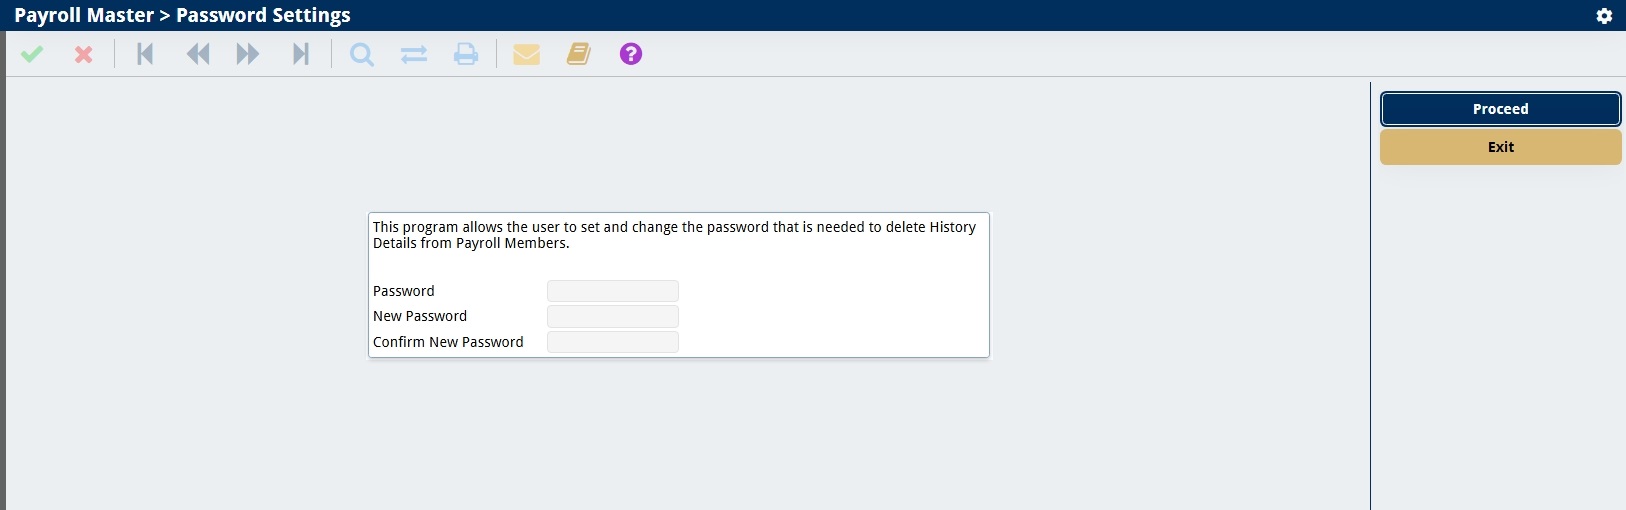 Payroll Master > Password Settings
?
Proceed
Exit
This program allows the user to set and change the password that is needed to delete History
Details from Payroll Members.
Password
New Password
Confirm New Password